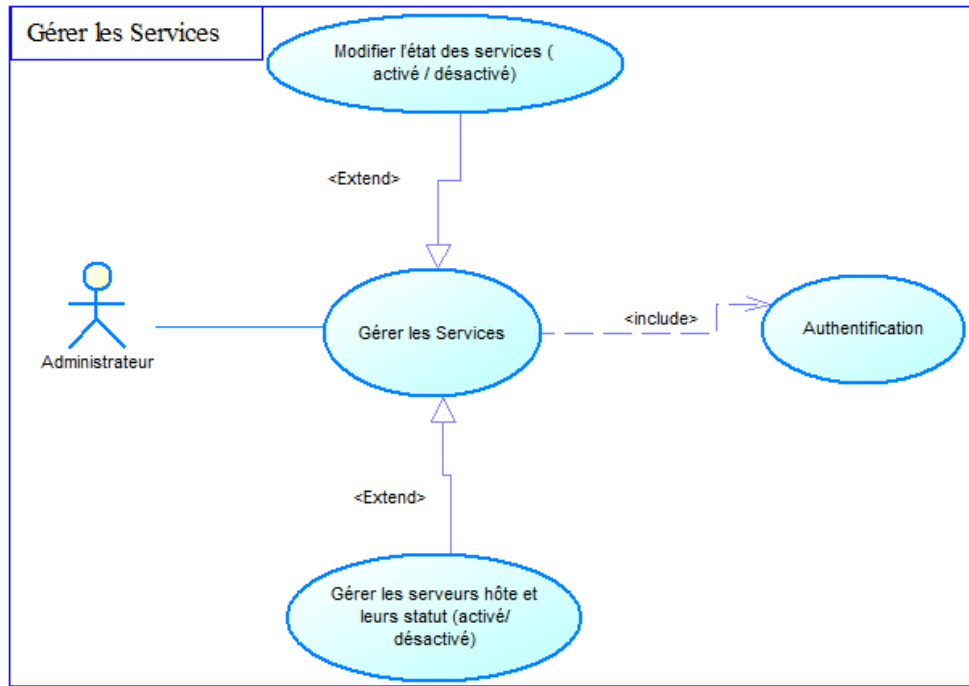 Gérer les Services
Modifier l'état des services (
activé / désactivé)
<Extend>
Administrateur
Gérer les Services
<include>
Authentification
<Extend>
Gérer les serveurs hôte et
leurs statut (activé/
désactivé)